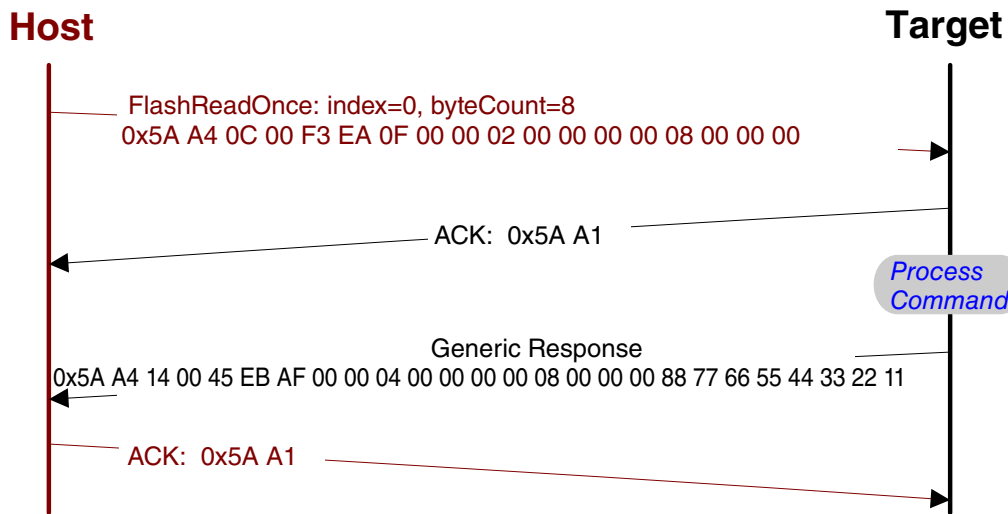 Host
Target
FlashReadOnce: index=0, byteCount=8
0x5A A4 0C 00 F3 EA 0F 00 00 02 00 00 00 00 08 00 00 00
ACK: 0x5A A1
Process
Command
Generic Response
0x5A A4 14 00 45 EB AF 00 00 04 00 00 00 00 08 00 00 00 88 77 66 55 44 33 22 11
ACK: 0x5A A1